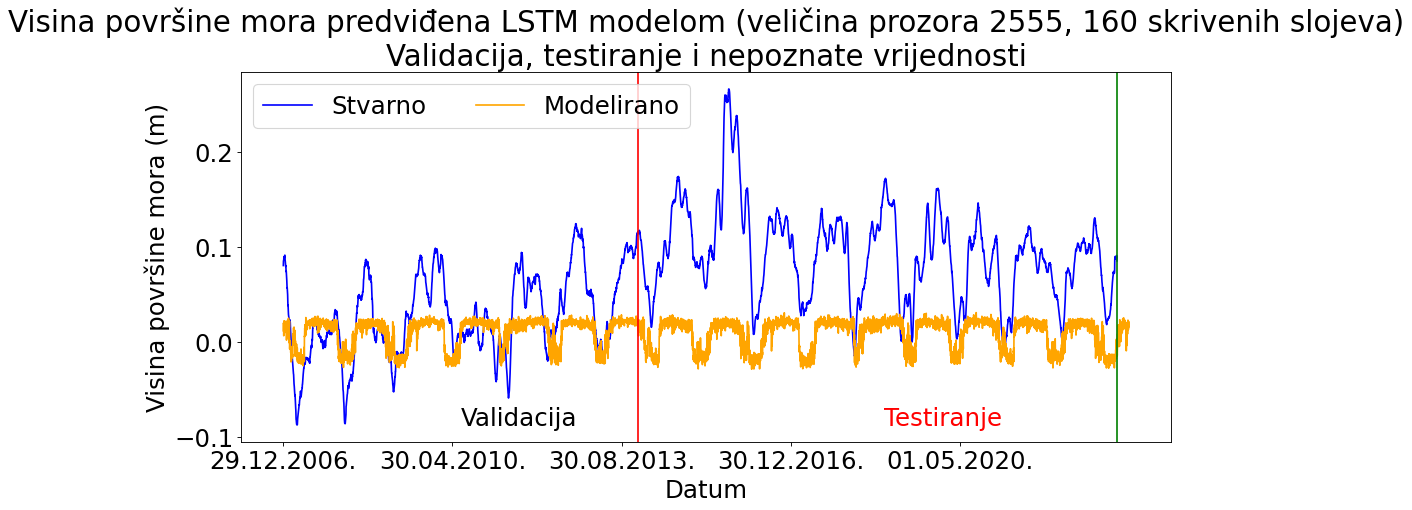 Visina površine mora predviđena LSTM modelom (veličina prozora 2555, 160 skrivenih slojeva)
Validacija, testiranje i nepoznate vrijednosti
Stvarno Modelirano
Visina površine mora (m)
0.2
0.1
0.0
−0.1
Validacija Testiranje
29.12.2006. 30.04.2010. 30.08.2013. 30.12.2016. 01.05.2020.
Datum